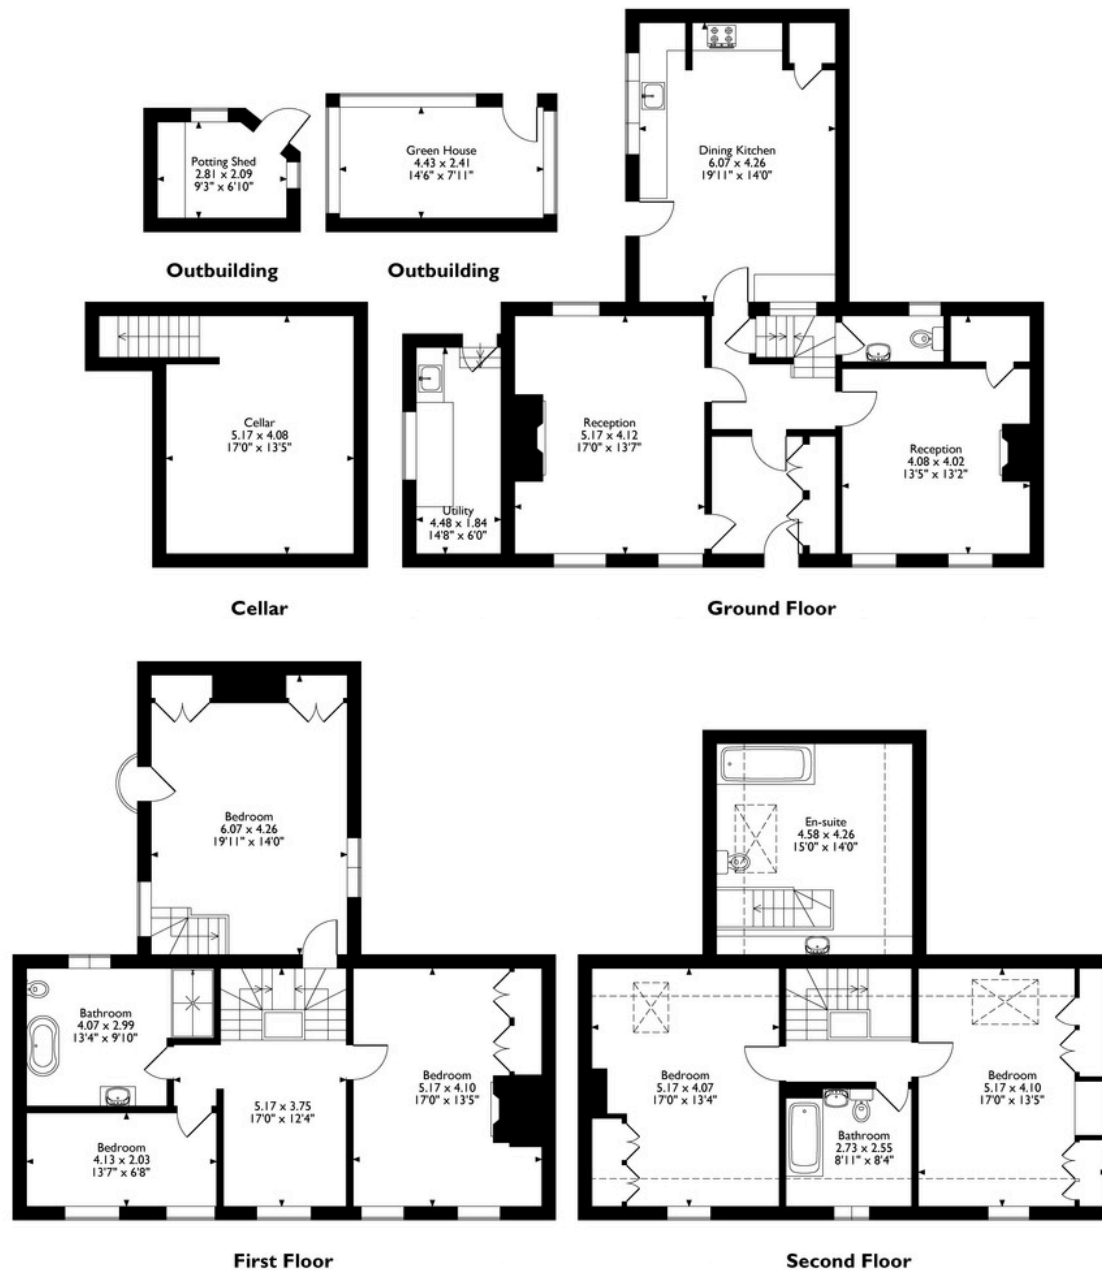 Potting Shed
2.81 x 2.09
9'3" x 6'10"
Outbuilding
Green House
4.43 x 2.41
14'6" x 7'11"
Outbuilding
Dining Kitchen
6.07 x 4.26
19'11" x 14'0"
Cellar
5.17 x 4.08
17'0" x 13'5"
Cellar
Utility
4.48 x 1.84
14'8" x 6'0"
Reception
5.17 x 4.12
17'0" x 13'7"
Reception
4.08 x 4.02
13'5" x 13'2"
Ground Floor
Bedroom
6.07 x 4.26
19'11" x 14'0"
Bathroom
4.07 x 2.99
13'4" x 9'10"
Bedroom
4.13 x 2.03
13'7" x 6'8"
5.17 x 3.75
17'0" x 12'4"
Bedroom
5.17 x 4.10
17'0" x 13'5"
First Floor
En-suite
4.58 x 4.26
15'0" x 14'0"
Bedroom
5.17 x 4.07
17'0" x 13'4"
Bathroom
2.73 x 2.55
8'11" x 8'4"
Bedroom
5.17 x 4.10
17'0" x 13'5"
Second Floor